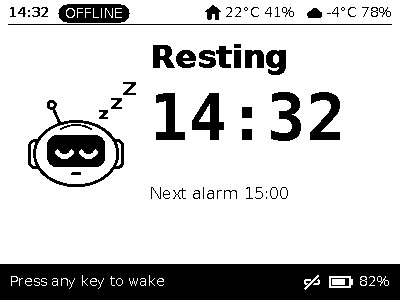 14:32 OFFLINE 22°C 41% -4°C 78%
Resting
z z Z
14:32
Next alarm 15:00
Press any key to wake 82%